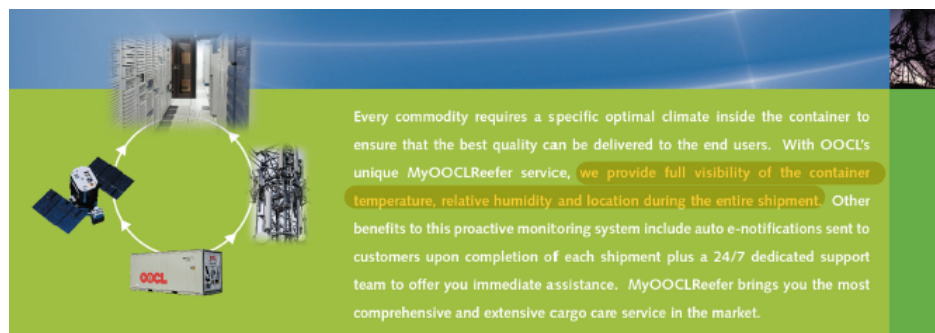 Every commodity requires a specific optimal climate inside the container to
ensure that the best quality can be delivered to the end users. With OOCL's
unique MyOOCLReefer service, we provide full visibility of the container
temperature, relative humidity and location during the entire shipment. Other
benefits to this proactive monitoring system include auto e-notifications sent to
customers upon completion of each shipment plus a 24/7 dedicated support
team to offer you immediate assistance. MyOOCLReefer brings you the most
comprehensive and extensive cargo care service in the market.
OOCL